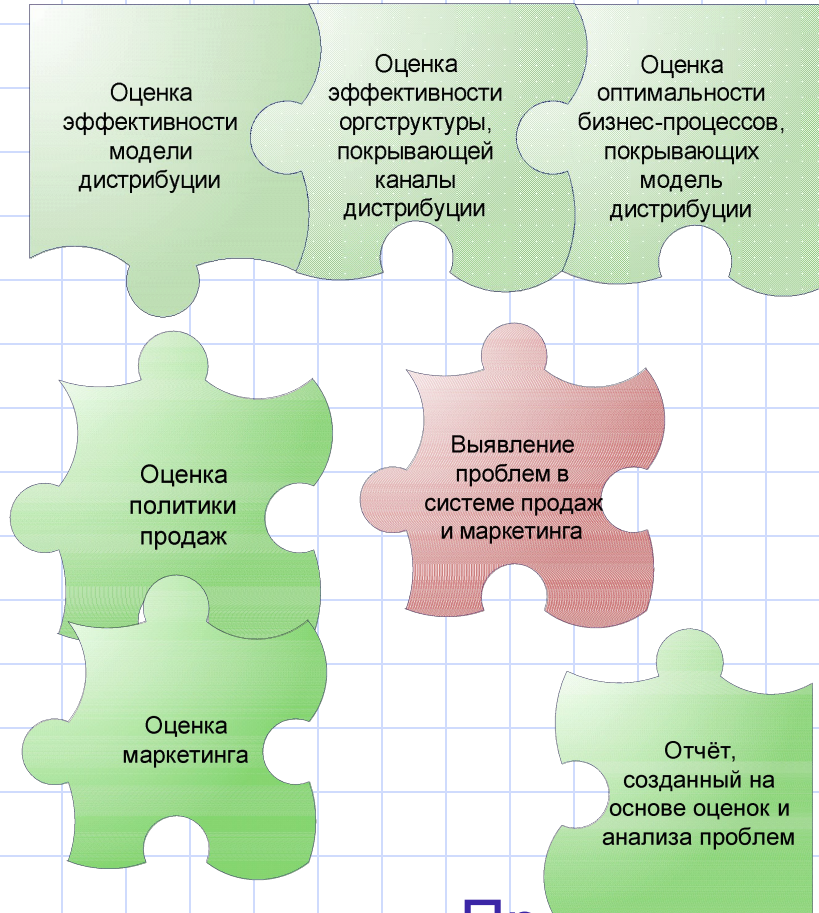 Оценка
эффективности
модели
дистрибуции
Оценка
эффективности
оргструктуры,
покрывающей
каналы
дистрибуции
Оценка
оптимальности
бизнес-процессов,
покрывающих
модель
дистрибуции
Оценка
политики
продаж
Выявление
проблем в
системе продаж
и маркетинга
Оценка
маркетинга
Отчёт,
созданный на
основе оценок и
анализа проблем